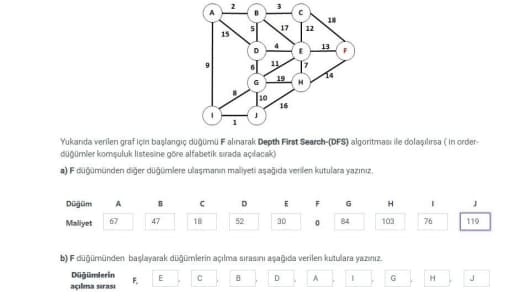 2
3
A
B
C
18
15
5
17
12
D
4
E
13
F
9
6
11
7
G
19
H
14
8
10
16
I
1
J
Yukarıda verilen graf için başlangıç düğümü F alınarak Depth First Search-(DFS) algoritması ile dolaşılırsa ( in order-
düğümler komşuluk listesine göre alfabetik sırada açılacak)
a) F düğümünden diğer düğümlere ulaşmanın maliyeti aşağıda verilen kutulara yazınız.
Düğüm A B C D E F G H I J
Maliyet 67 47 18 52 30 0 84 103 76 119
b) F düğümünden başlayarak düğümlerin açılma sırasını aşağıda verilen kutulara yazınız.
Düğümlerin
açılma sırası F, E , C , B , D , A , I , G , H , J